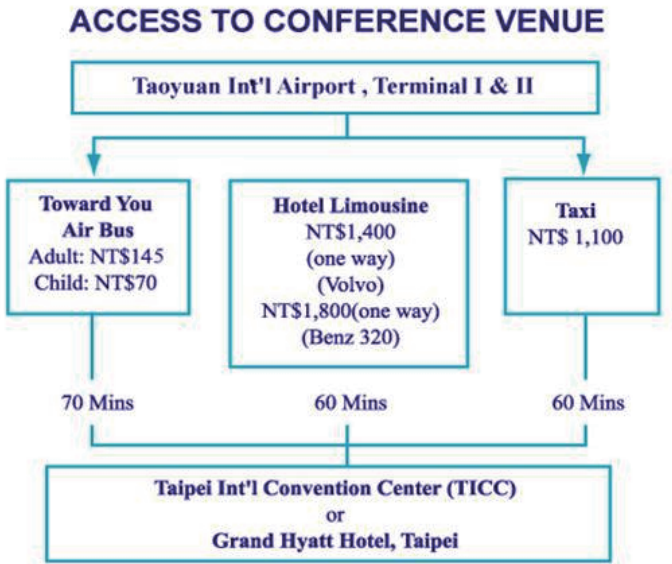 ACCESS TO CONFERENCE VENUE
Taoyuan Int'l Airport , Terminal I & II
Toward You
Air Bus
Adult: NT$145
Child: NT$70
Hotel Limousine
NT$1,400
(one way)
(Volvo)
NT$1,800(one way)
(Benz 320)
Taxi
NT$ 1,100
70 Mins
60 Mins
60 Mins
Taipei Int'l Convention Center (TICC)
or
Grand Hyatt Hotel, Taipei